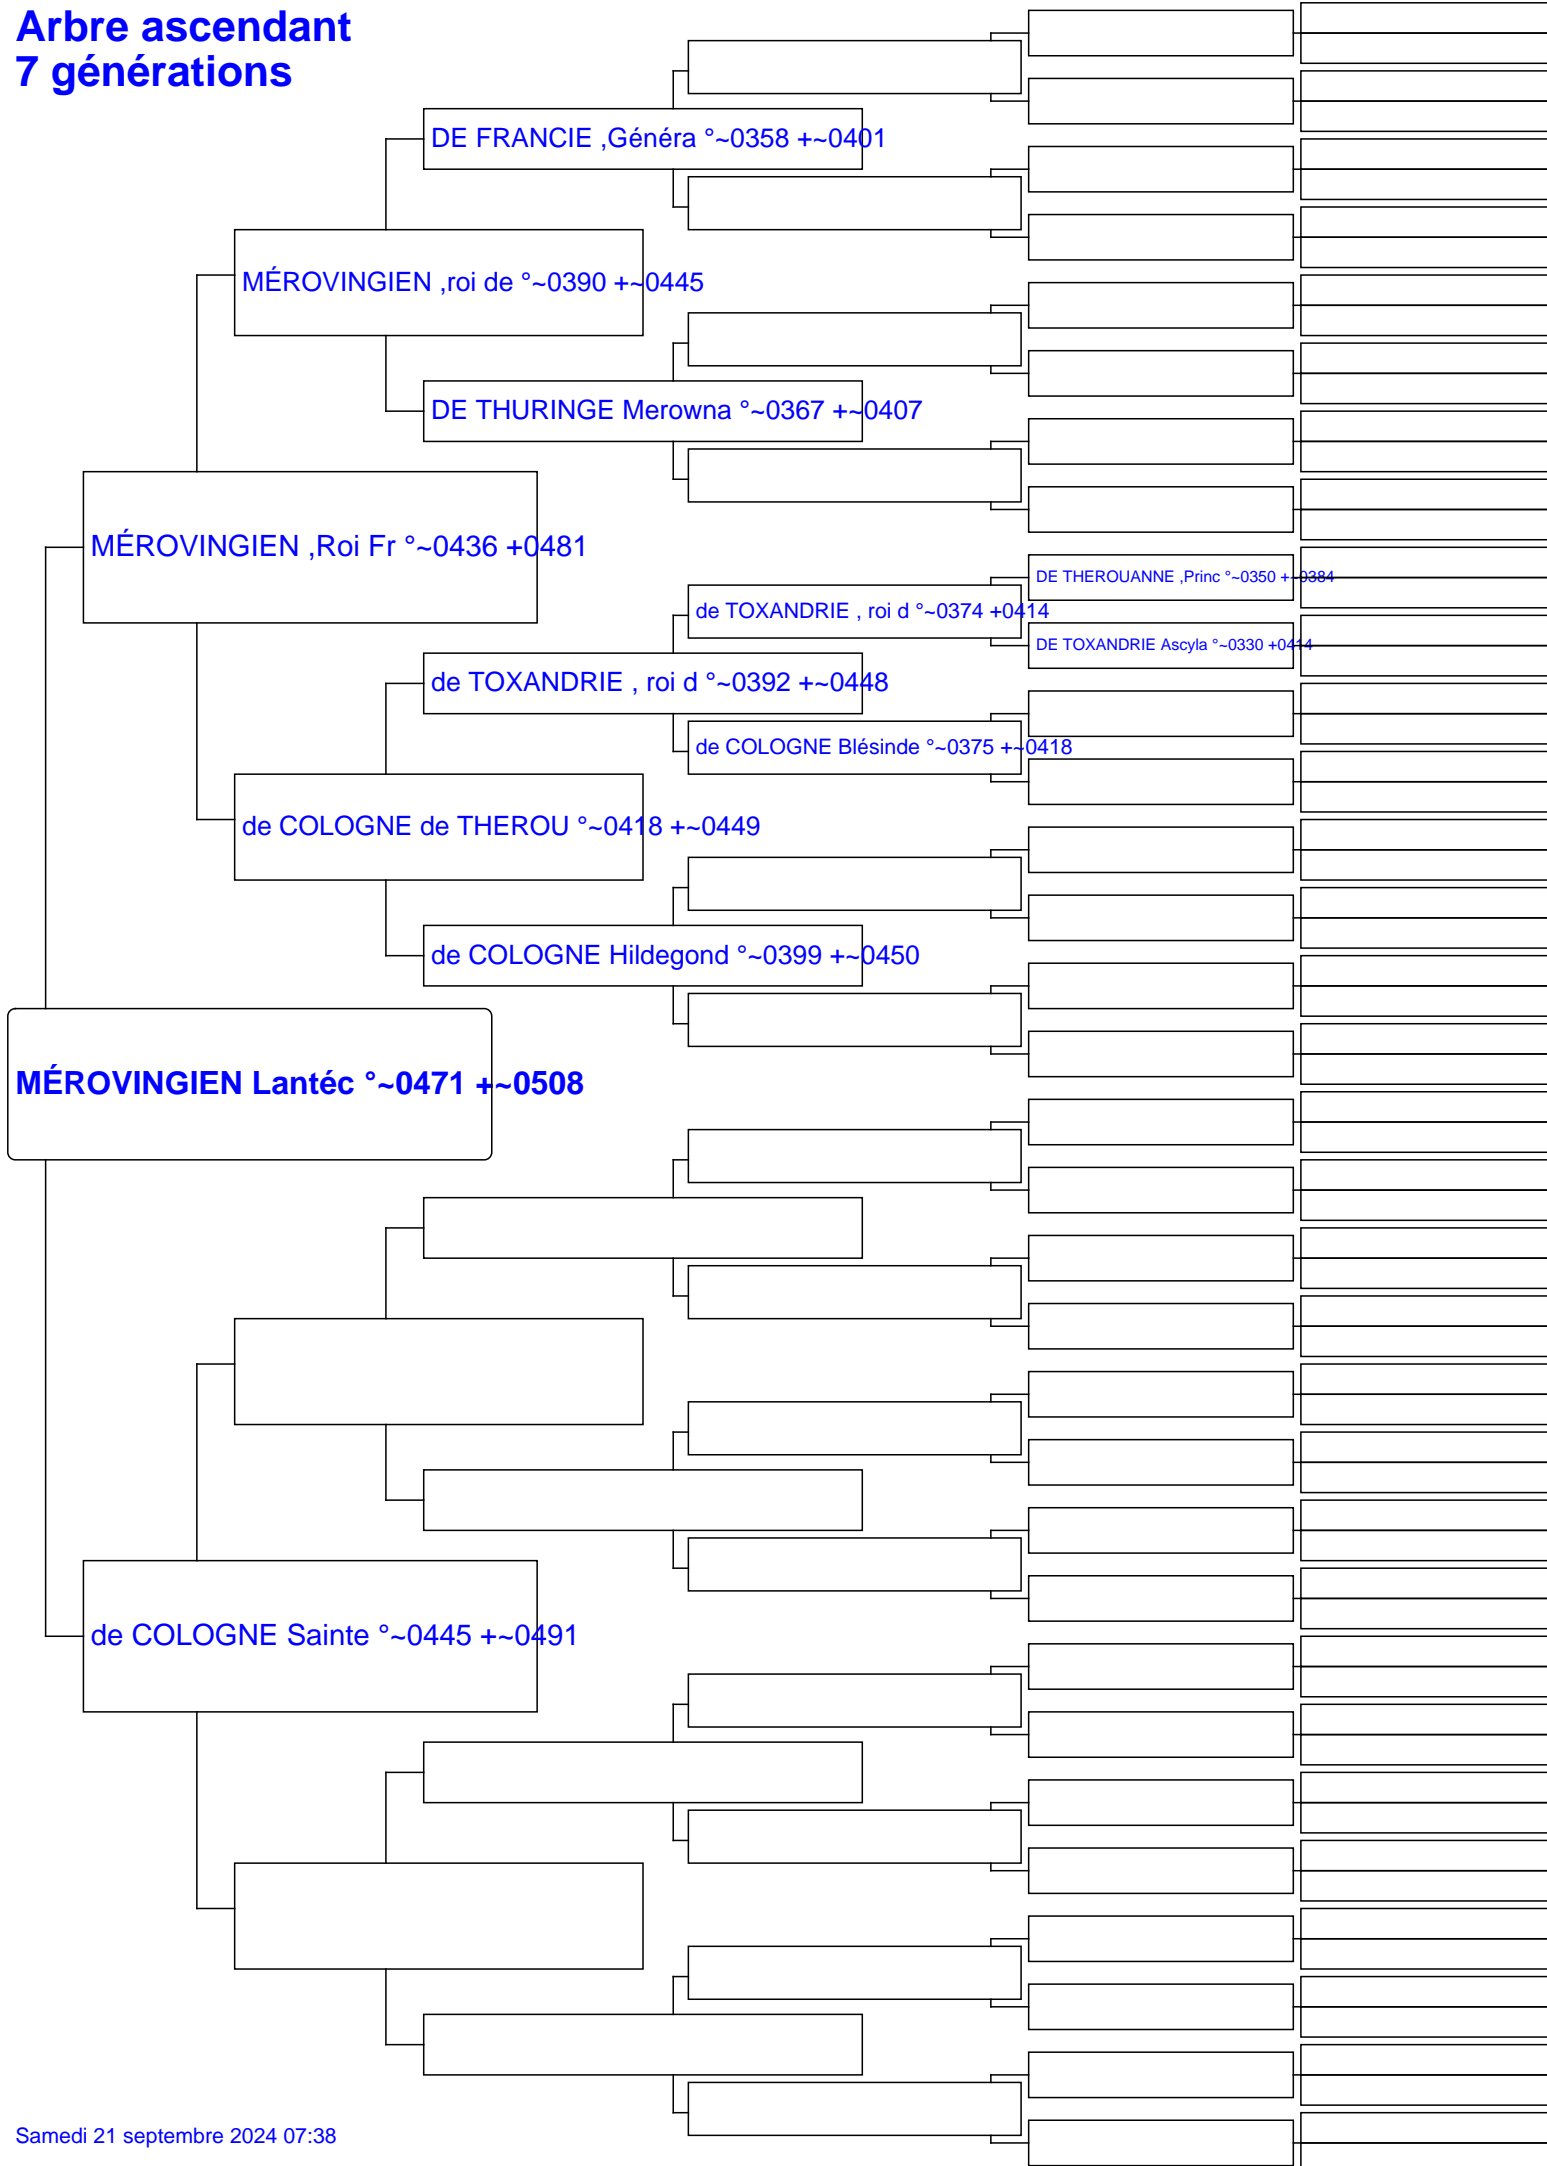 Arbre ascendant
7 générations
DE FRANCIE ,Généra °~0358 +~0401
MÉROVINGIEN ,roi de °~0390 +~0445
DE THURINGE Merowna °~0367 +~0407
MÉROVINGIEN ,Roi Fr °~0436 +0481
DE THEROUANNE ,Princ °~0350 +~0384
de TOXANDRIE , roi d °~0374 +0414
DE TOXANDRIE Ascyla °~0330 +0414
de TOXANDRIE , roi d °~0392 +~0448
de COLOGNE Blésinde °~0375 +~0418
de COLOGNE de THEROU °~0418 +~0449
de COLOGNE Hildegond °~0399 +~0450
MÉROVINGIEN Lantéc °~0471 +~0508
de COLOGNE Sainte °~0445 +~0491
Samedi 21 septembre 2024 07:38